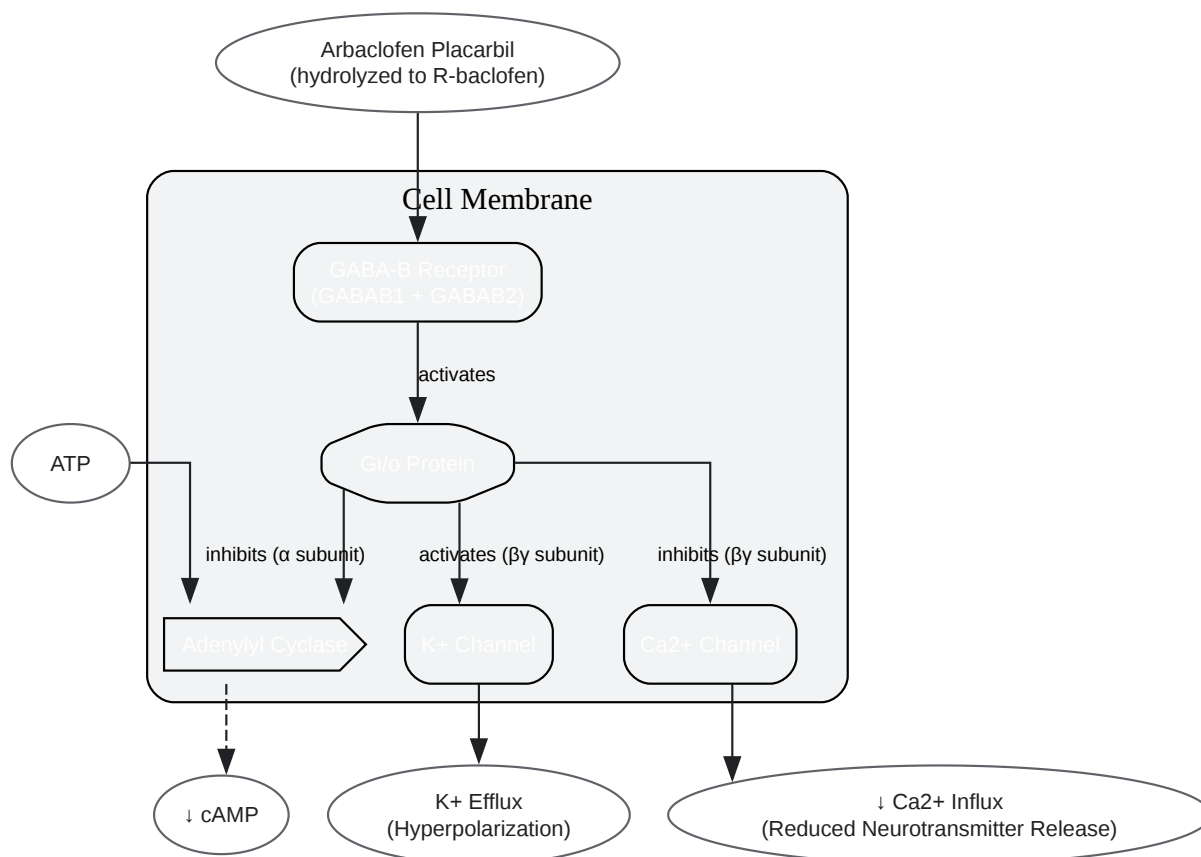 Arbaclofen Placarbil
(hydrolyzed to R-baclofen)
Cell Membrane
GABA-B Receptor
(GABAB1 + GABAB2)
activates
ATP
Gi/o Protein
inhibits (α subunit)
activates (βγ subunit)
inhibits (βγ subunit)
Adenylyl Cyclase
K+ Channel
Ca2+ Channel
↓ cAMP
K+ Efflux
(Hyperpolarization)
↓ Ca2+ Influx
(Reduced Neurotransmitter Release)